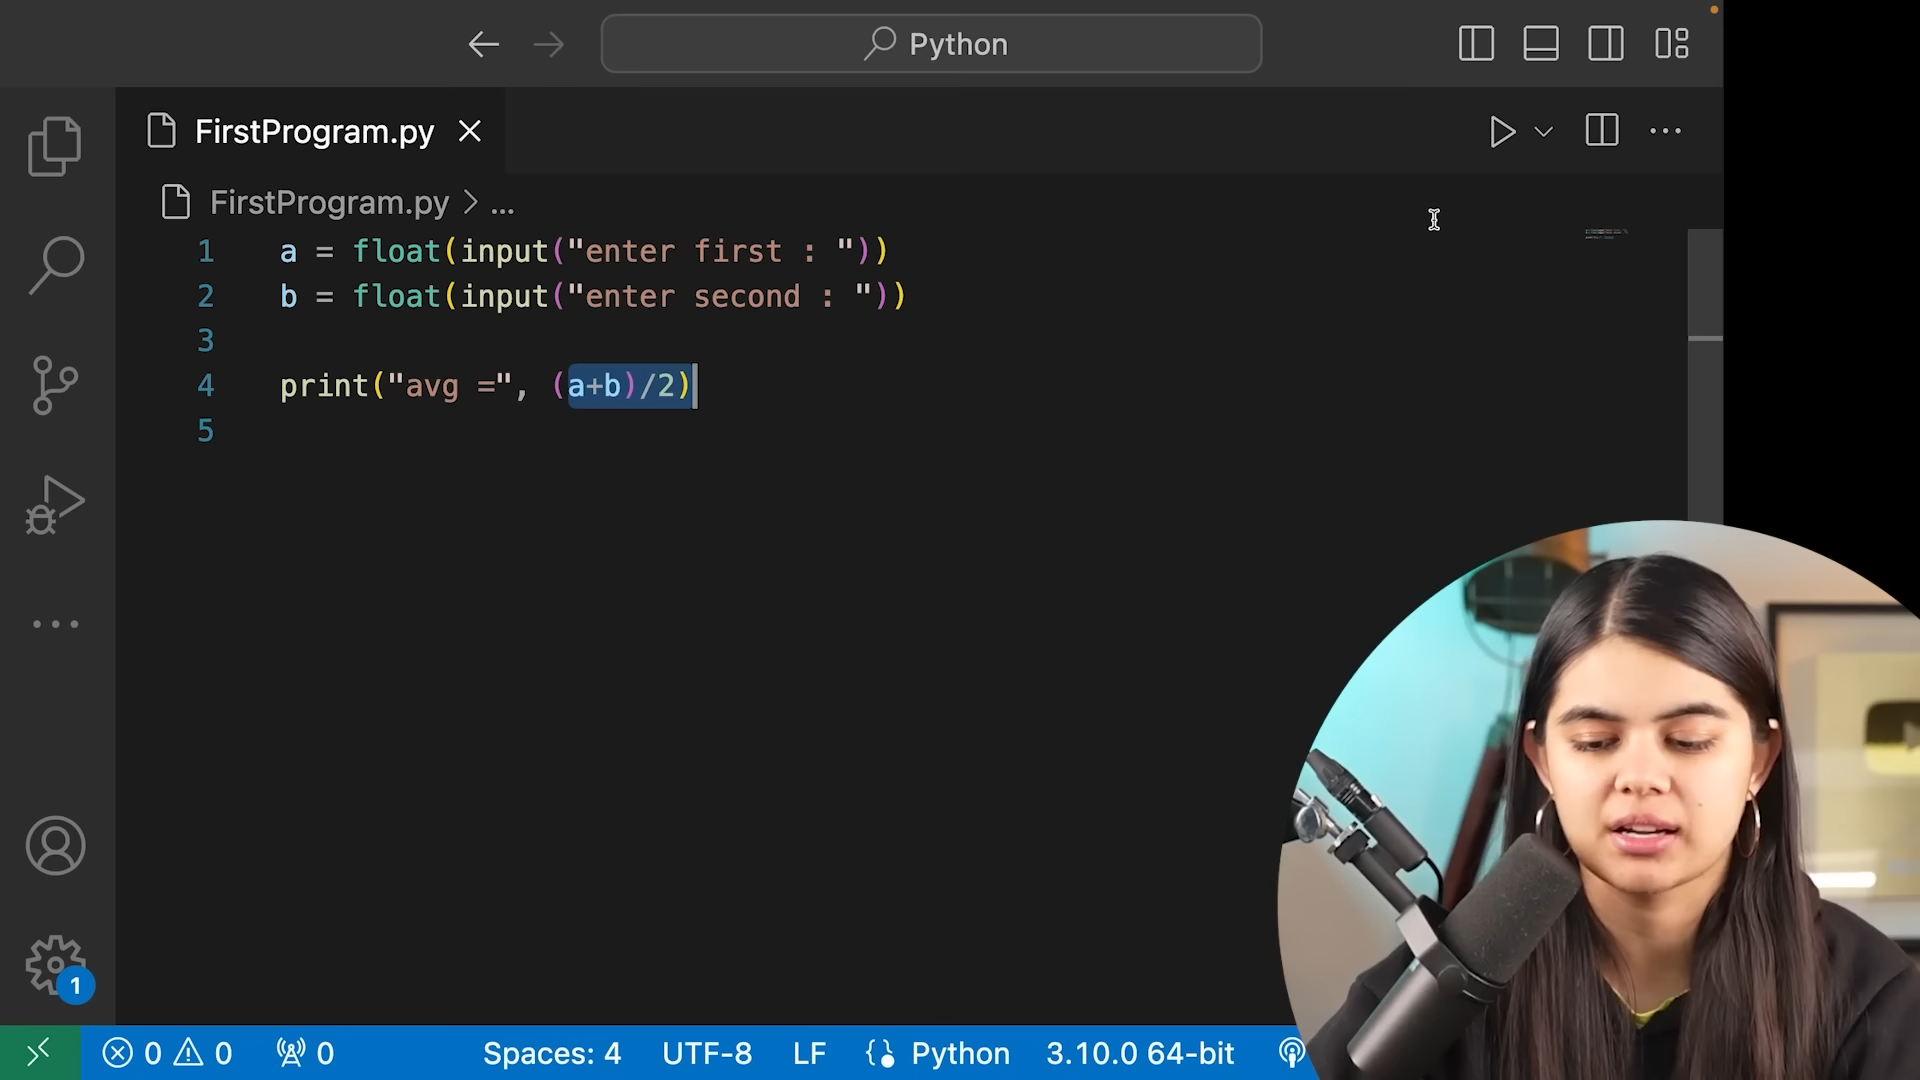 Python
FirstProgram.py
FirstProgram.py > ...
1 a = float(input("enter first : "))
2 b = float(input("enter second : "))
3
4 print("avg =", (a+b)/2)
5
1
0 0 0 Spaces: 4 UTF-8 LF Python 3.10.0 64-bit